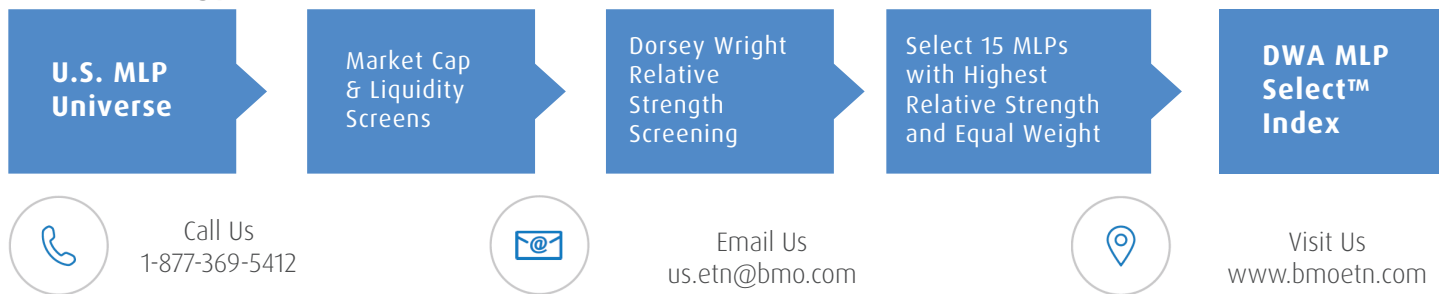 U.S. MLP
Universe
Market Cap
& Liquidity
Screens
Dorsey Wright
Relative
Strength
Screening
Select 15 MLPs
with Highest
Relative Strength
and Equal Weight
DWA MLP
Select™
Index
Call Us
1-877-369-5412
@
Email Us
us.etn@bmo.com
Visit Us
www.bmoetn.com